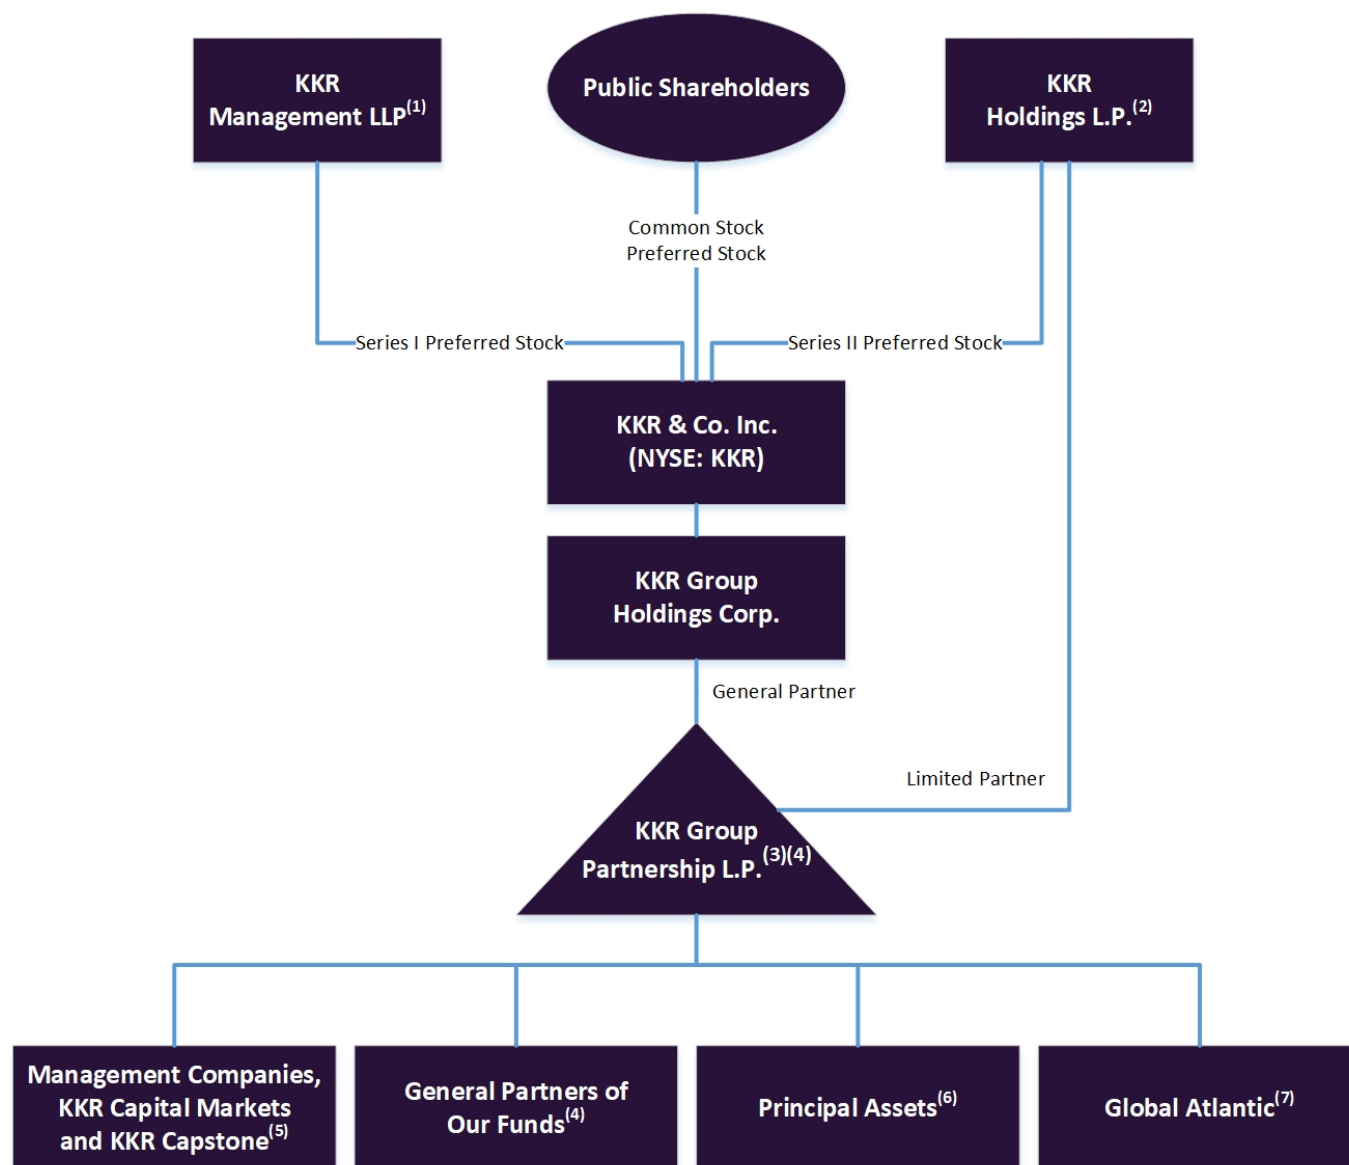 KKR
Management LLP(1)
Public Shareholders
KKR
Holdings L.P.(2)
Common Stock
Preferred Stock
Series I Preferred Stock
Series II Preferred Stock
KKR & Co. Inc.
(NYSE: KKR)
KKR Group
Holdings Corp.
General Partner
Limited Partner
KKR Group
Partnership L.P.(3)(4)
Management Companies,
KKR Capital Markets
and KKR Capstone(5)
General Partners of
Our Funds(4)
Principal Assets(6)
Global Atlantic(7)